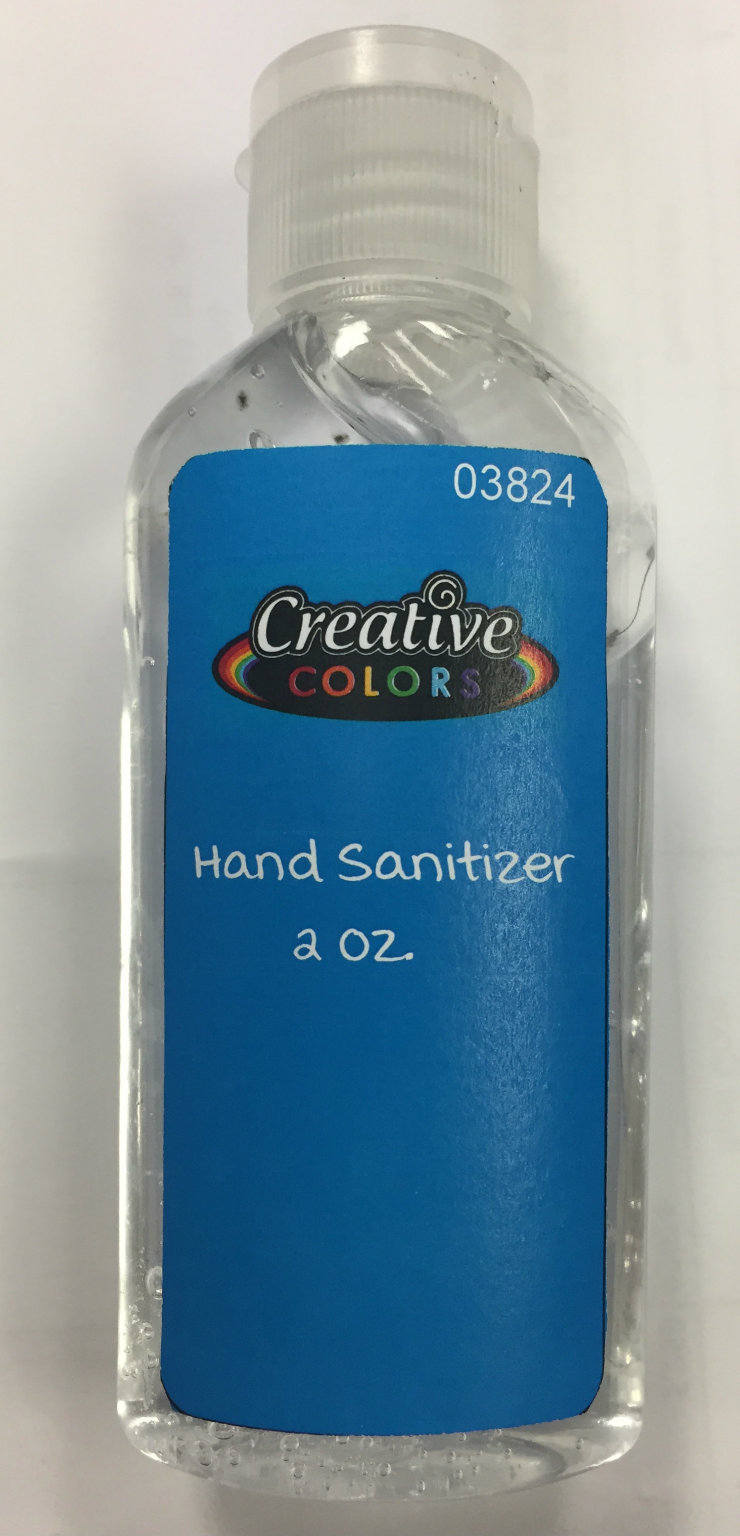 03824
Creative
COLORS
Hand Sanitizer
2 OZ.